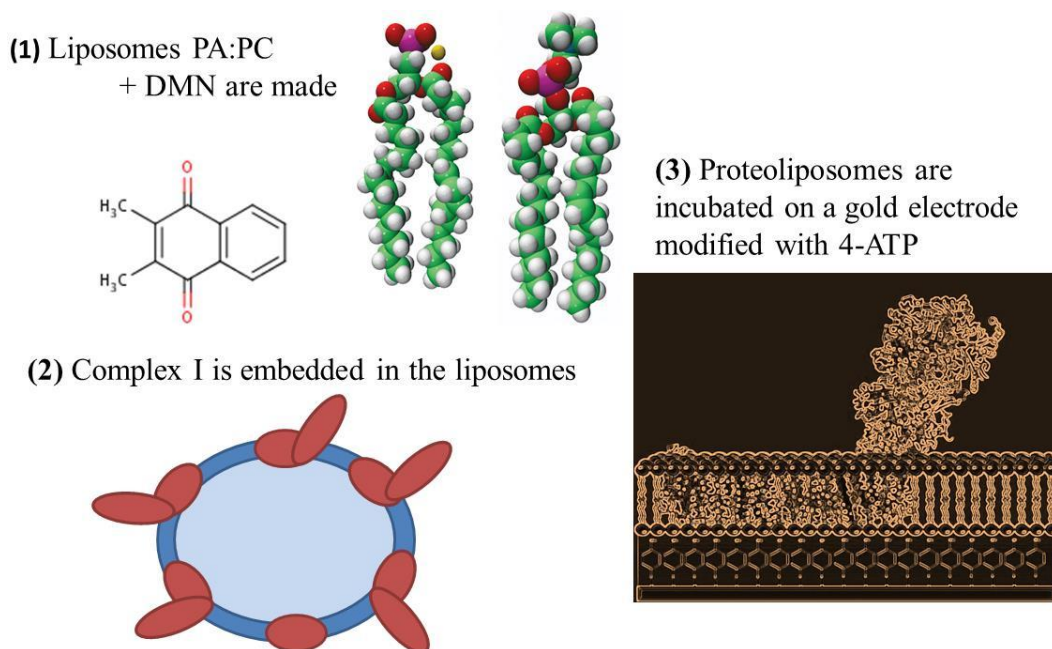 (1) Liposomes PA:PC
+ DMN are made
O
H₃C
H₃C
O
(3) Proteoliposomes are
incubated on a gold electrode
modified with 4-ATP
(2) Complex I is embedded in the liposomes